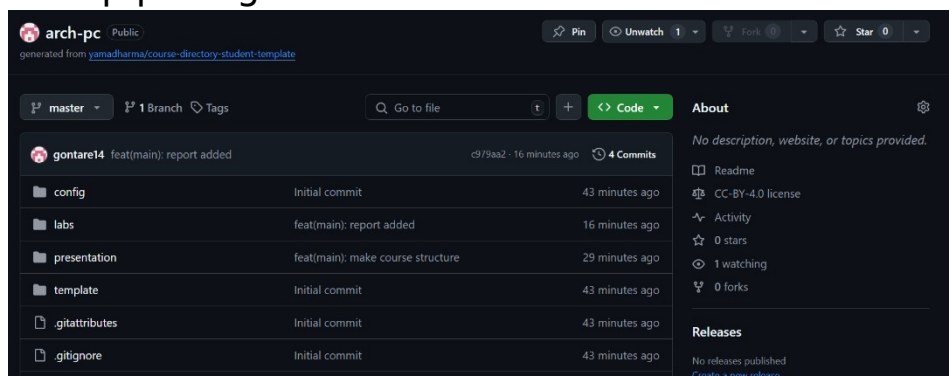 arch-pc Public
Pin
Unwatch 1
Fork 0
Star 0
generated from yamadharma/course-directory-student-template
master
1 Branch
Tags
Go to file
t
Code
gontare14 feat(main): report added
c979aa2 · 16 minutes ago
4 Commits
config Initial commit 43 minutes ago
labs feat(main): report added 16 minutes ago
presentation feat(main): make course structure 29 minutes ago
template Initial commit 43 minutes ago
.gitattributes Initial commit 43 minutes ago
.gitignore Initial commit 43 minutes ago
About
No description, website, or topics provided.
Readme
CC-BY-4.0 license
Activity
0 stars
1 watching
0 forks
Releases
No releases published
Create a new release